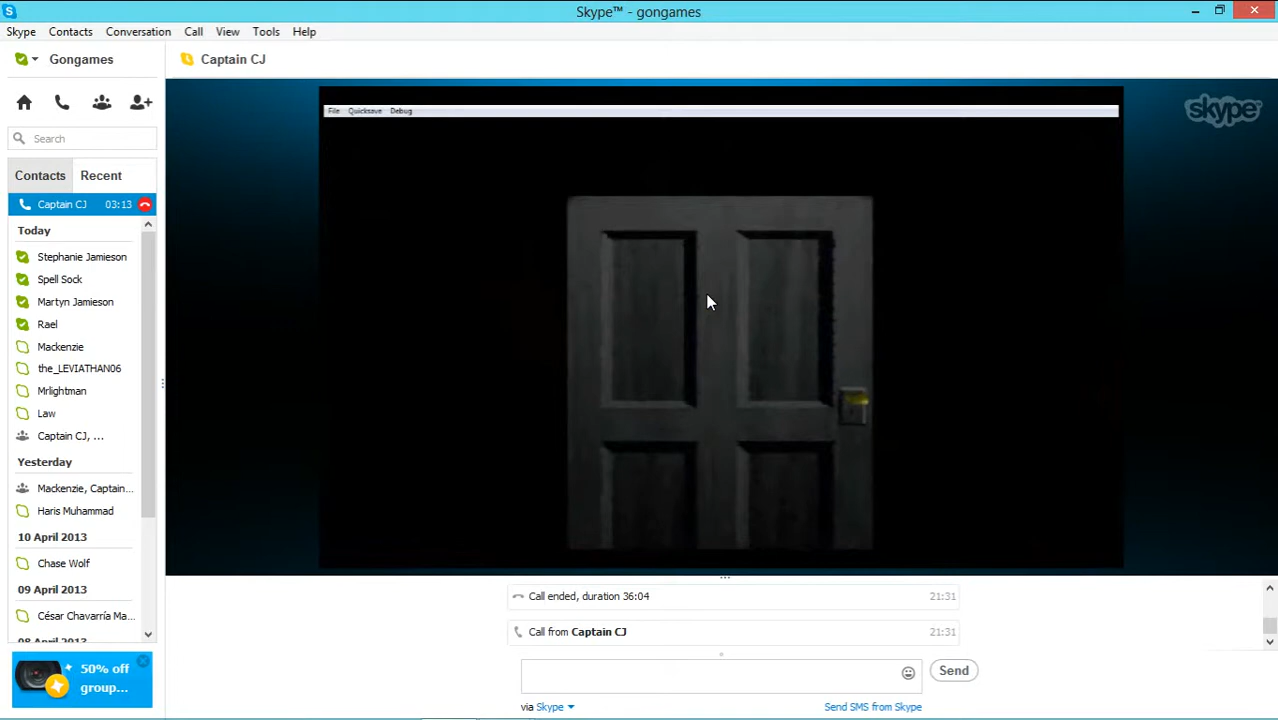 Skype™ - gongames
Skype Contacts Conversation Call View Tools Help
Gongames
Captain CJ
Search
Contacts Recent
Captain CJ 03:13
Today
Stephanie Jamieson
Spell Sock
Martyn Jamieson
Rael
Mackenzie
the_LEVIATHAN06
Mrlightman
Law
Captain CJ, ...
Yesterday
Mackenzie, Captain...
Haris Muhammad
10 April 2013
Chase Wolf
09 April 2013
César Chavarría Ma...
08 April 2013
50% off
group...
File Quicksave Debug
skype
Call ended, duration 36:04 21:31
Call from Captain CJ 21:31
Send
via Skype
Send SMS from Skype